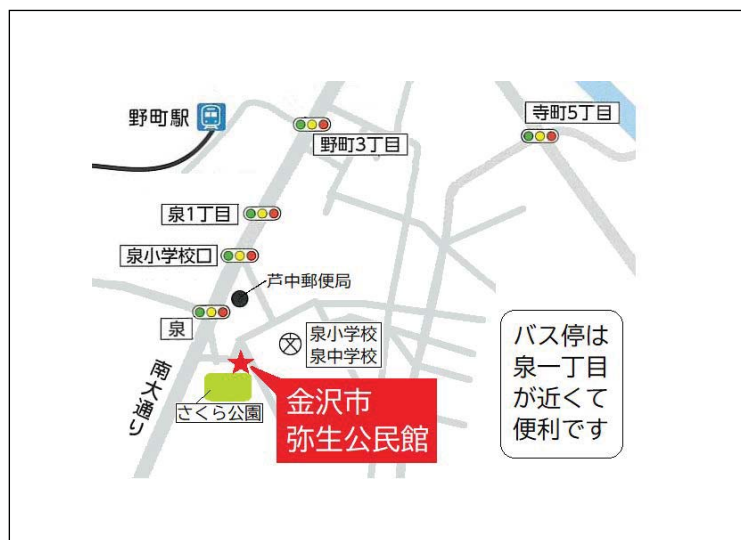 野町駅
野町3丁目
寺町5丁目
泉1丁目
泉小学校口
芦中郵便局
泉
泉小学校
泉中学校
南大通り
さくら公園
金沢市
弥生公民館
バス停は
泉一丁目
が近くて
便利です